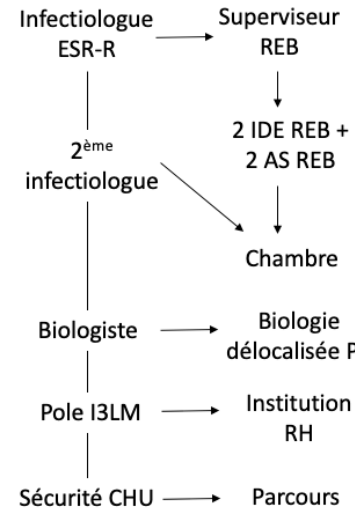 Infectiologue
ESR-R
Superviseur
REB
2ème
infectiologue
2 IDE REB +
2 AS REB
Chambre
Biologiste
Biologie
délocalisée P
Pole I3LM
Institution
RH
Sécurité CHU
Parcours